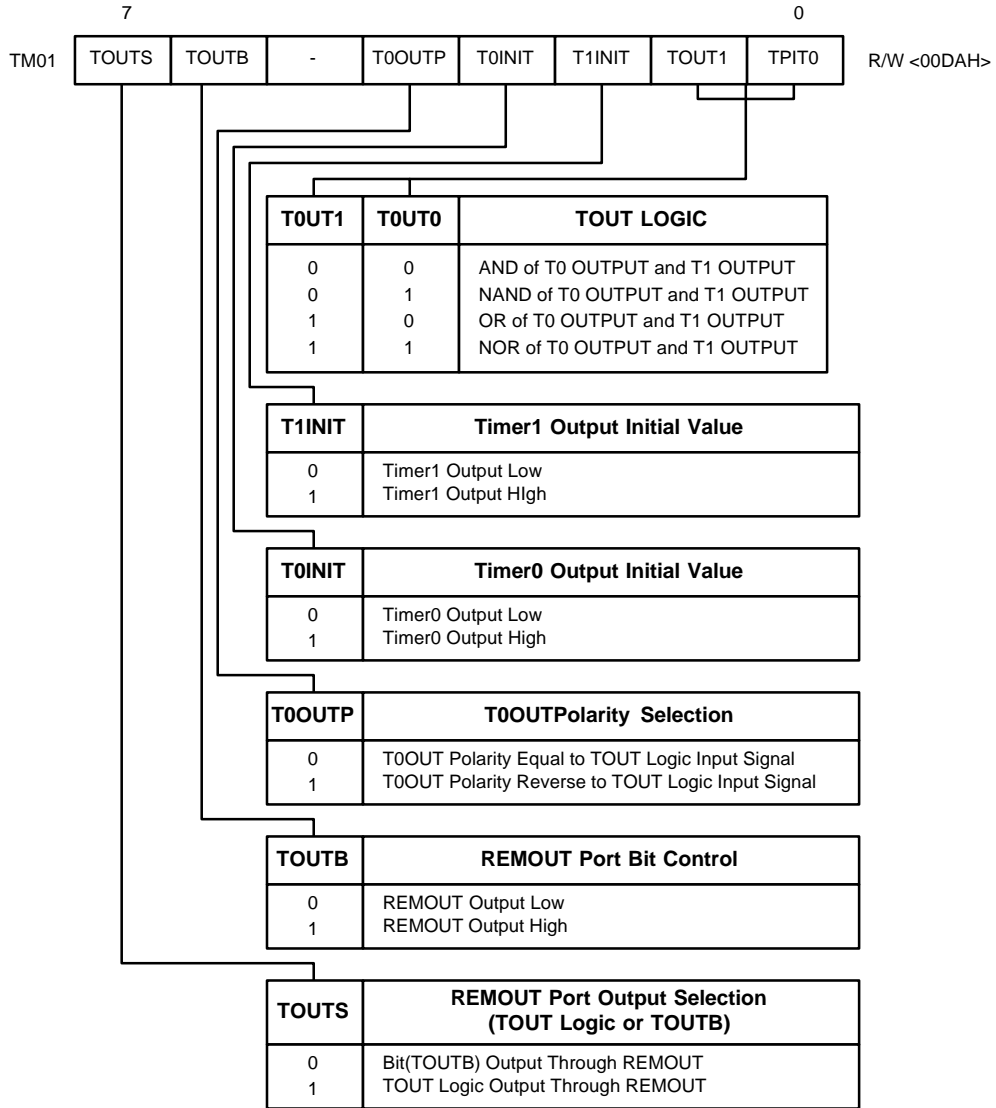 7 0
TM01 TOUTS TOUTB - T0OUTP T0INIT T1INIT TOUT1 TPIT0 R/W <00DAH>
T0UT1 T0UT0 TOUT LOGIC
0 0 AND of T0 OUTPUT and T1 OUTPUT
0 1 NAND of T0 OUTPUT and T1 OUTPUT
1 0 OR of T0 OUTPUT and T1 OUTPUT
1 1 NOR of T0 OUTPUT and T1 OUTPUT
T1INIT Timer1 Output Initial Value
0 Timer1 Output Low
1 Timer1 Output HIgh
T0INIT Timer0 Output Initial Value
0 Timer0 Output Low
1 Timer0 Output High
T0OUTP T0OUTPolarity Selection
0 T0OUT Polarity Equal to TOUT Logic Input Signal
1 T0OUT Polarity Reverse to TOUT Logic Input Signal
TOUTB REMOUT Port Bit Control
0 REMOUT Output Low
1 REMOUT Output High
TOUTS REMOUT Port Output Selection
(TOUT Logic or TOUTB)
0 Bit(TOUTB) Output Through REMOUT
1 TOUT Logic Output Through REMOUT